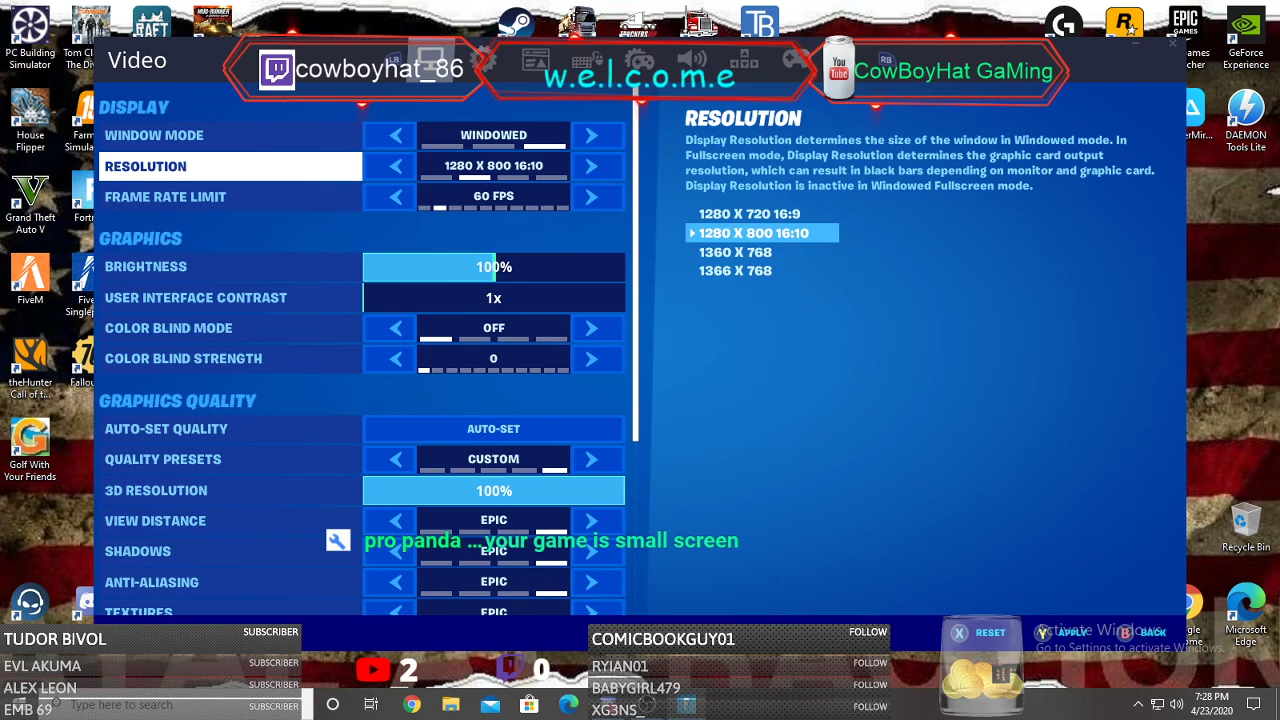 PC Building
Simulator
Tom Cl
RAFT
EPIC
GAMES
GeForce
Experience
Video
LB
cowboyhat_86
w.e.l.c.o.m.e
You
Tube
CowBoyHat GaMing
RB
DISPLAY
WINDOW MODE
WINDOWED
RESOLUTION
1280 X 800 16:10
FRAME RATE LIMIT
60 FPS
GRAPHICS
BRIGHTNESS
100%
USER INTERFACE CONTRAST
1x
COLOR BLIND MODE
OFF
COLOR BLIND STRENGTH
0
GRAPHICS QUALITY
AUTO-SET QUALITY
AUTO-SET
QUALITY PRESETS
CUSTOM
3D RESOLUTION
100%
VIEW DISTANCE
EPIC
SHADOWS
EPIC
ANTI-ALIASING
EPIC
TEXTURES
EPIC
RESOLUTION
Display Resolution determines the size of the window in Windowed mode. In
Fullscreen mode, Display Resolution determines the graphic card output
resolution, which can result in black bars depending on monitor and graphic card.
Display Resolution is inactive in Windowed Fullscreen mode.
1280 X 720 16:9
1280 X 800 16:10
1360 X 768
1366 X 768
pro panda ...your game is small screen
House
Flipper
Farm
Simula
Grand Theft
Auto V
FiveM
Five
Singlep
theHunter
Call of t...
Fallou
Golf With
Your Friends
erMir...
DAEMON
Tools Lite
Recycle Bin
Microsoft
Edge
X RESET
Y APPLY
B BACK
Activate Windows
Go to Settings to activate Windows.
TUDOR BIVOL SUBSCRIBER
EVL AKUMA SUBSCRIBER
ALEX LEON SUBSCRIBER
EMB 69 SUBSCRIBER
2
0
COMICBOOKGUY01 FOLLOW
RYIAN01 FOLLOW
BABYGIRL479 FOLLOW
XG3NS_ FOLLOW
Type here to search
7:28 PM
4/23/2020